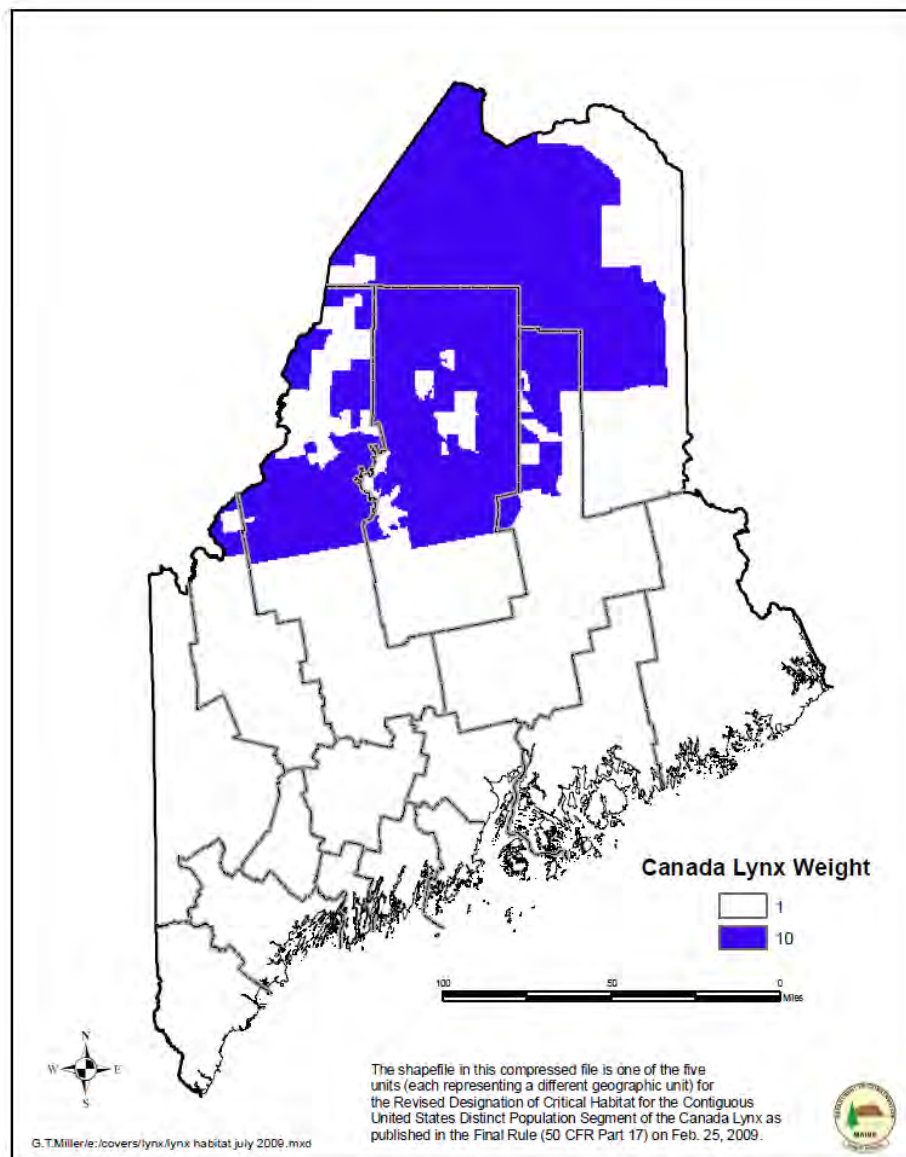 Canada Lynx Weight
1
10
100
50
0
Miles
N
W
E
S
The shapefile in this compressed file is one of the five
units (each representing a different geographic unit) for
the Revised Designation of Critical Habitat for the Contiguous
United States Distinct Population Segment of the Canada Lynx as
published in the Final Rule (50 CFR Part 17) on Feb. 25, 2009.
G.T.Miller/e:/covers/lynx/lynx habitat july 2009.mxd
MAINE